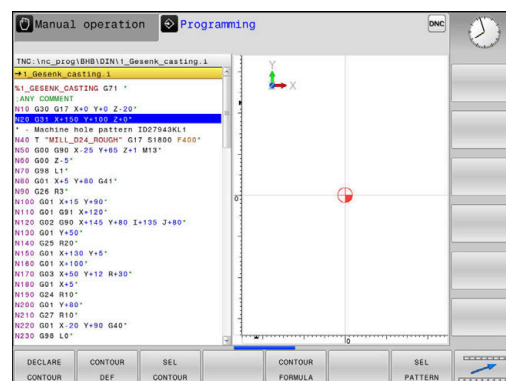 Manual operation
Programming
DNC
TNC:\nc_prog\BHB\DIN\1_Gesenk_casting.i
→1_Gesenk_casting.i
%1_GESENK_CASTING G71 *
;ANY COMMENT
N10 G30 G17 X+0 Y+0 Z-20*
N20 G31 X+150 Y+100 Z+0*
* - Machine hole pattern ID27943KL1
N40 T "MILL_D24_ROUGH" G17 S1800 F400*
N50 G00 G90 X-25 Y+65 Z+1 M13*
N60 G00 Z-5*
N70 G98 L1*
N80 G01 X+5 Y+80 G41*
N90 G26 R3*
N100 G01 X+15 Y+90*
N110 G01 G91 X+120*
N120 G02 G90 X+145 Y+80 I+135 J+80*
N130 G01 Y+50*
N140 G25 R20*
N150 G01 X+130 Y+5*
N160 G01 X+100*
N170 G03 X+50 Y+12 R+30*
N180 G01 X+5*
N190 G24 R10*
N200 G01 Y+80*
N210 G27 R10*
N220 G01 X-20 Y+90 G40*
N230 G98 L0*
Y
X
0
0
DECLARE CONTOUR
CONTOUR DEF
SEL CONTOUR
CONTOUR FORMULA
SEL PATTERN